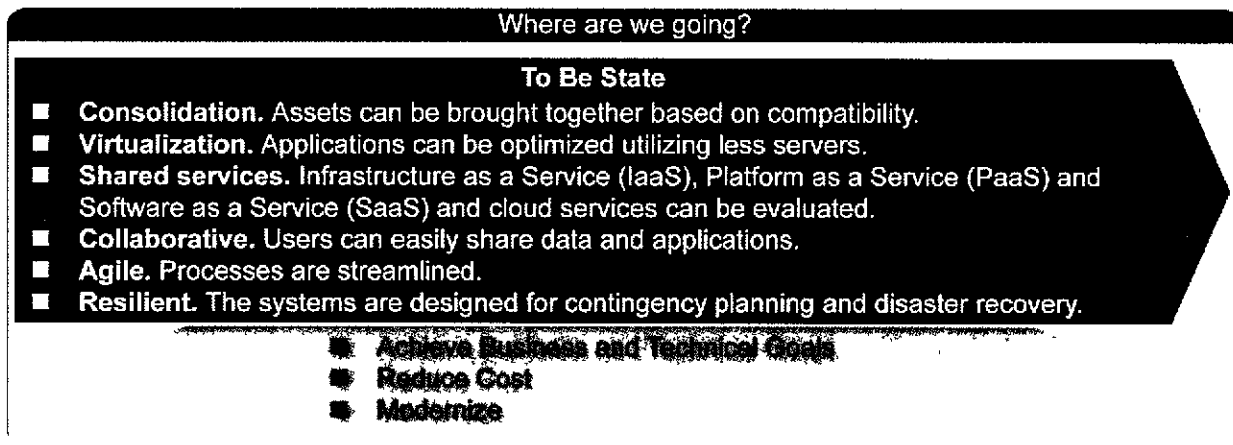 Where are we going?
To Be State
■ Consolidation. Assets can be brought together based on compatibility.
■ Virtualization. Applications can be optimized utilizing less servers.
■ Shared services. Infrastructure as a Service (IaaS), Platform as a Service (PaaS) and
Software as a Service (SaaS) and cloud services can be evaluated.
■ Collaborative. Users can easily share data and applications.
■ Agile. Processes are streamlined.
■ Resilient. The systems are designed for contingency planning and disaster recovery.
■ Achieve Business and Technical Goals
■ Reduce Cost
■ Modernize